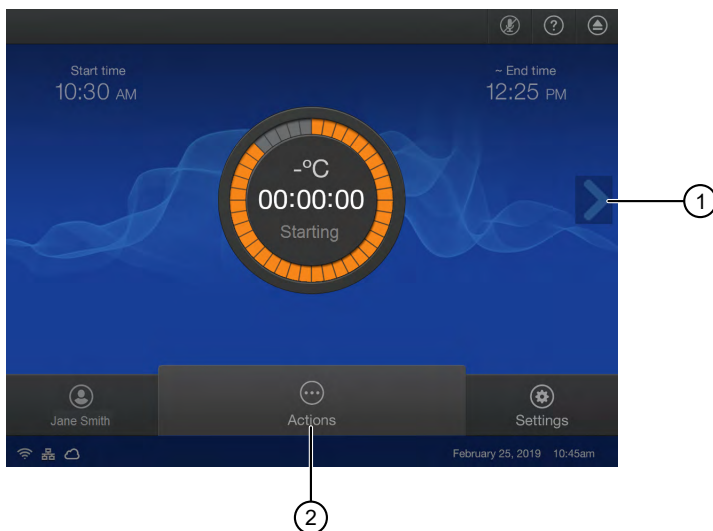 ?
Start time
10:30 AM
~ End time
12:25 PM
-°C
00:00:00
Starting
1
Jane Smith
Actions
Settings
February 25, 2019 10:45am
2